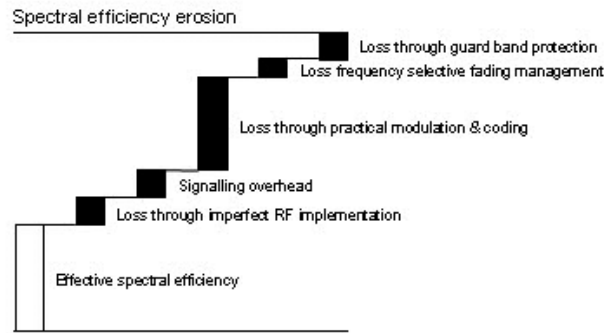 Spectral efficiency erosion
Loss through guard band protection
Loss frequency selective fading management
Loss through practical modulation & coding
Signalling overhead
Loss through imperfect RF implementation
Effective spectral efficiency